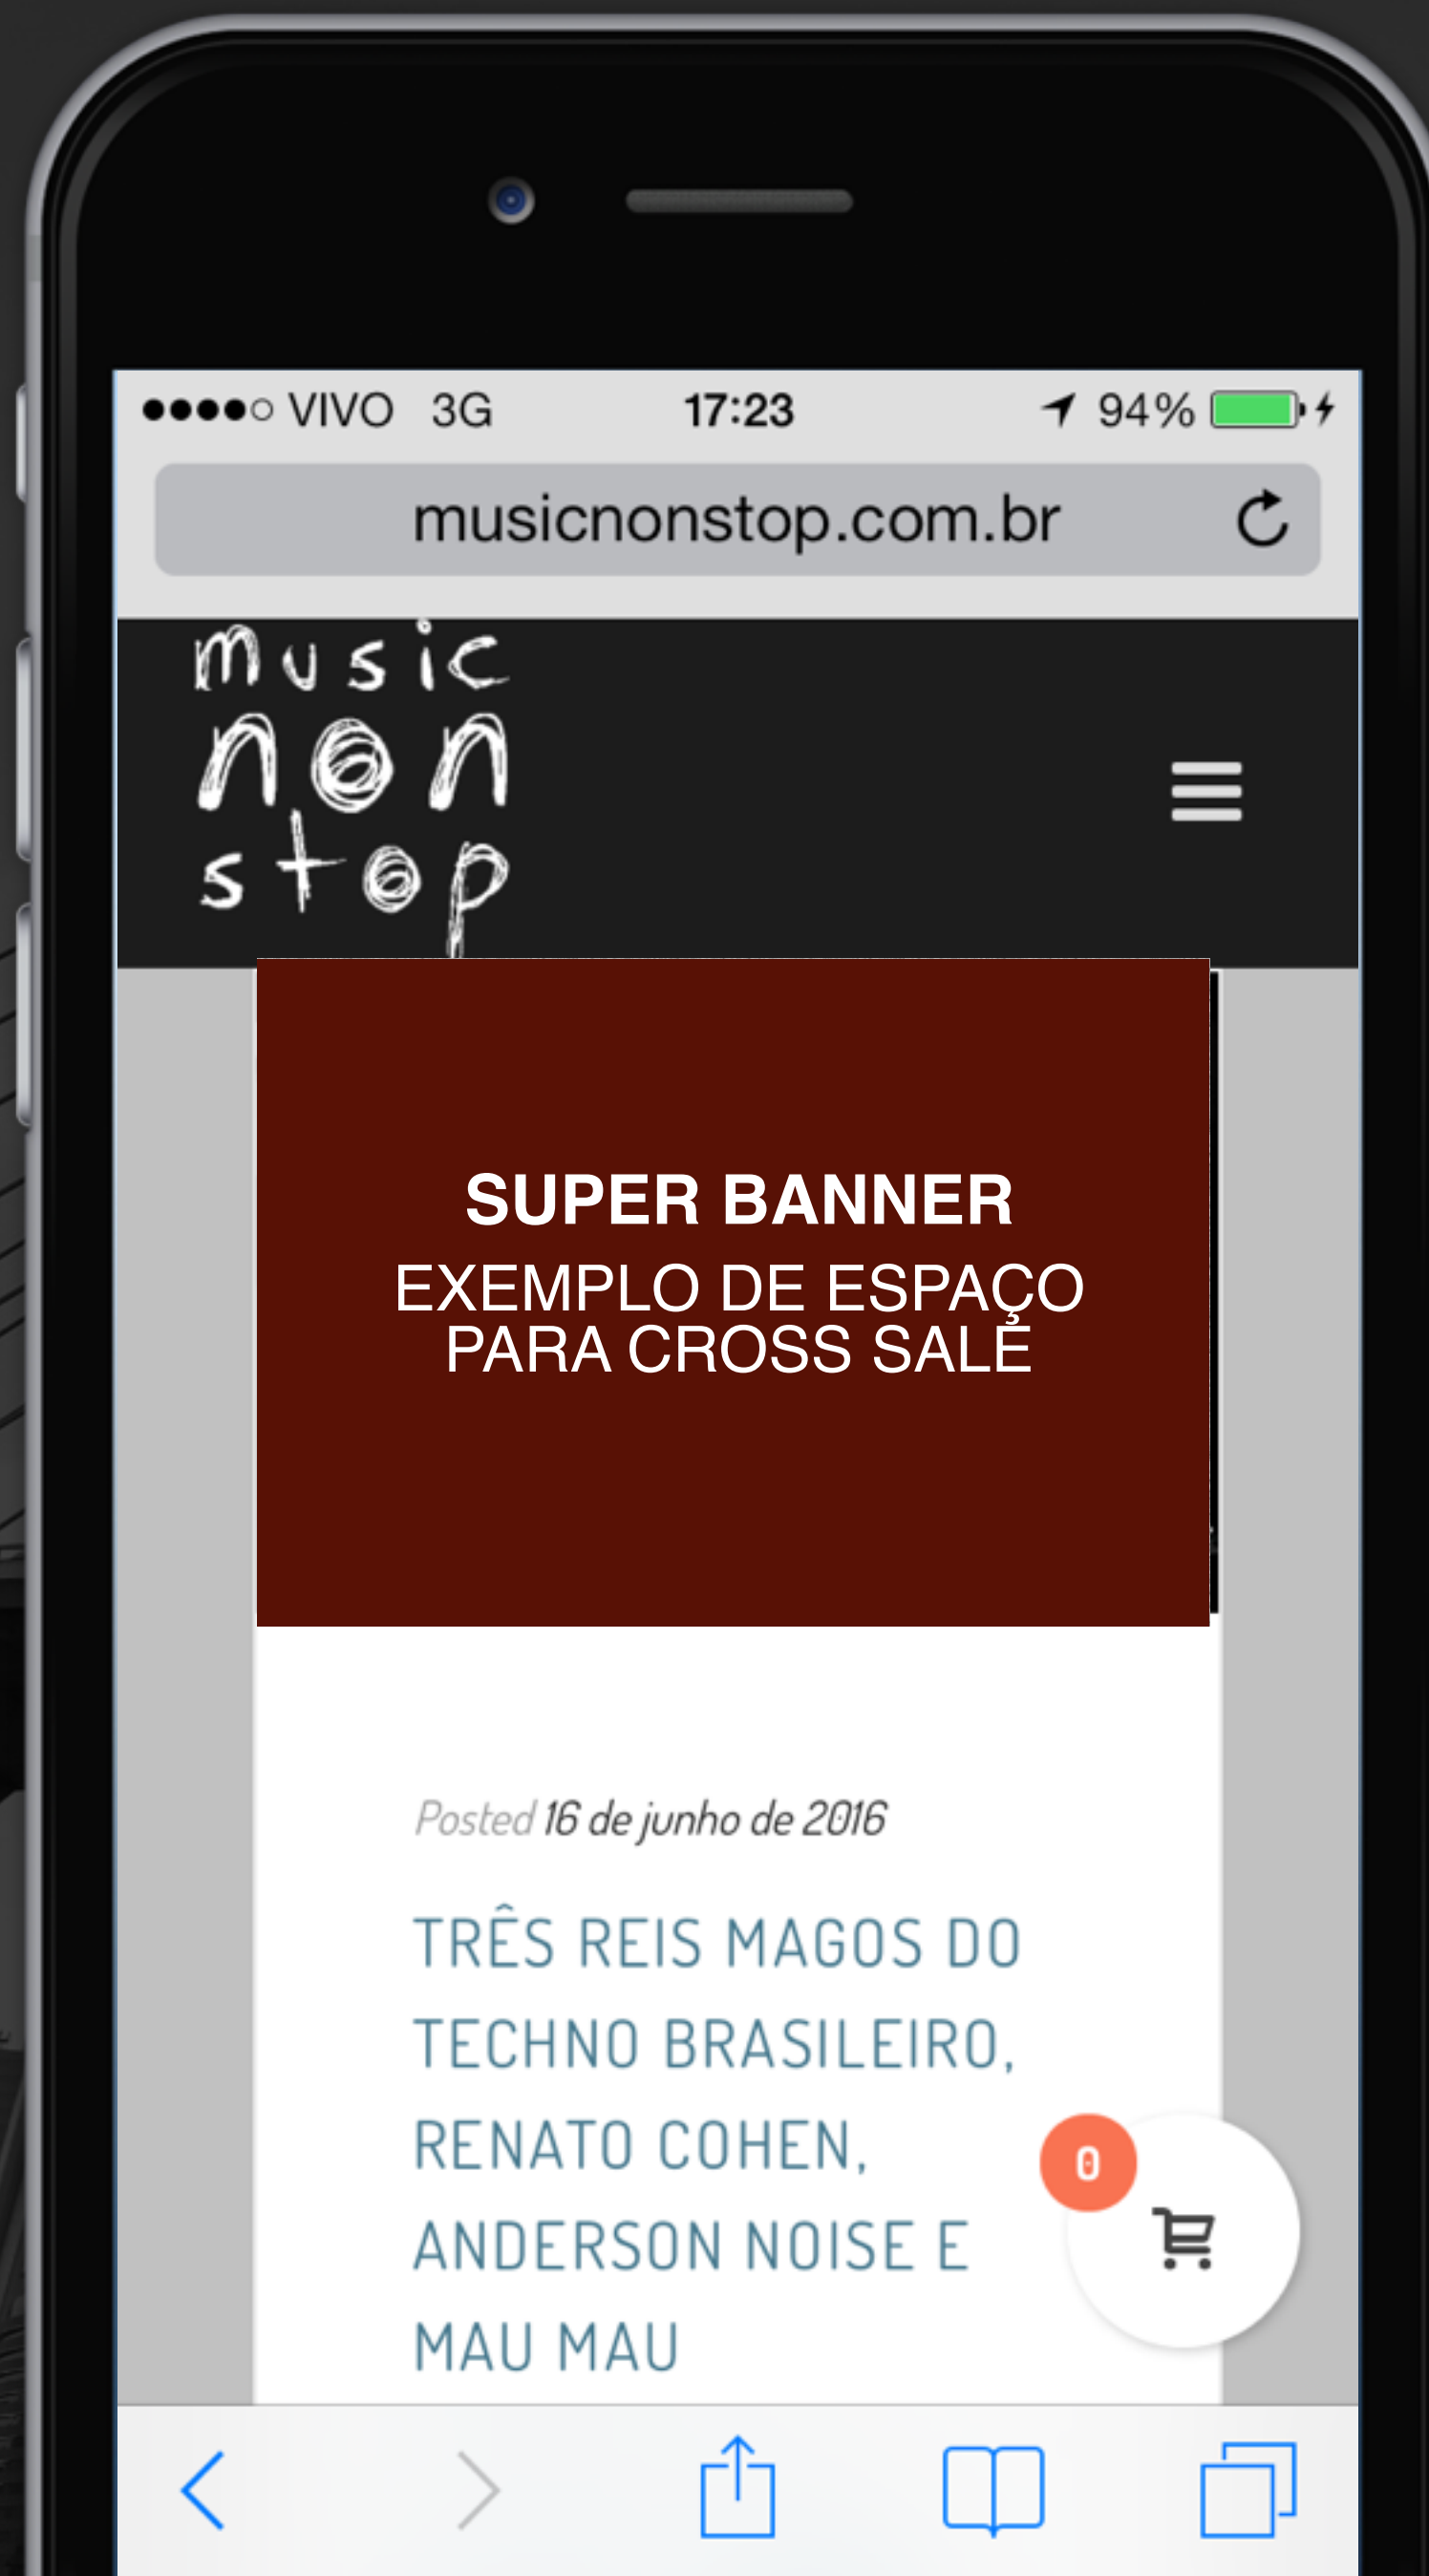 VIVO 3G 17:23 94%
musicnonstop.com.br
music
non
stop
SUPER BANNER
EXEMPLO DE ESPAÇO
PARA CROSS SALE
Posted 16 de junho de 2016
TRÊS REIS MAGOS DO
TECHNO BRASILEIRO,
RENATO COHEN,
ANDERSON NOISE E
MAU MAU
0